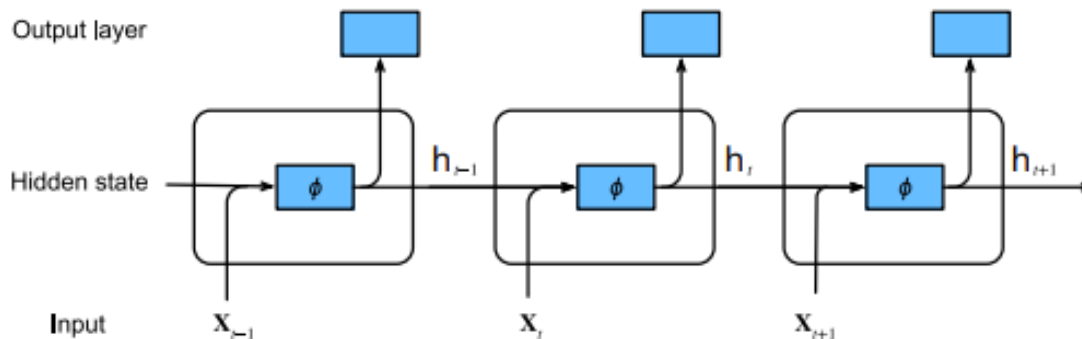 Output layer
Hidden state ϕ h_{t-1} ϕ h_t ϕ h_{t+1}
Input X_{t-1} X_t X_{t+1}